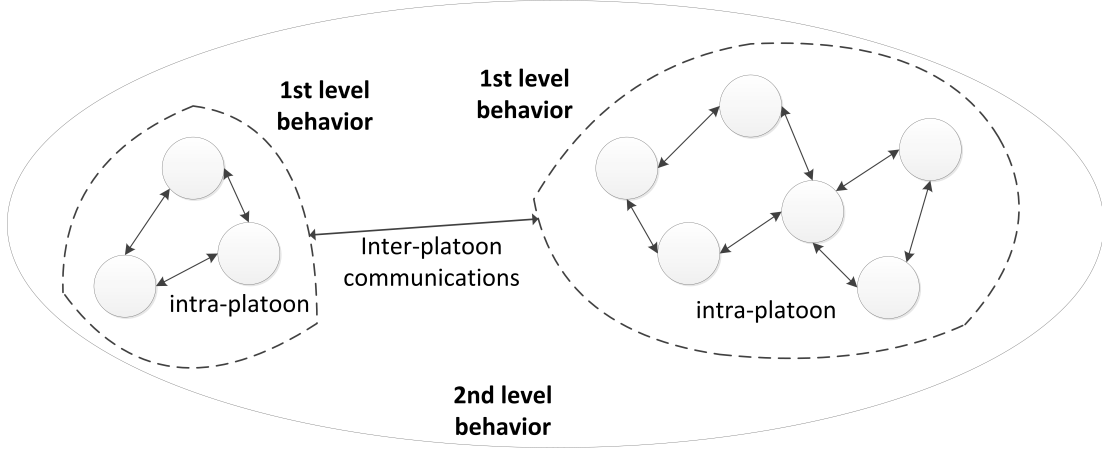 1st level
behavior
1st level
behavior
Inter-platoon
communications
intra-platoon
intra-platoon
2nd level
behavior